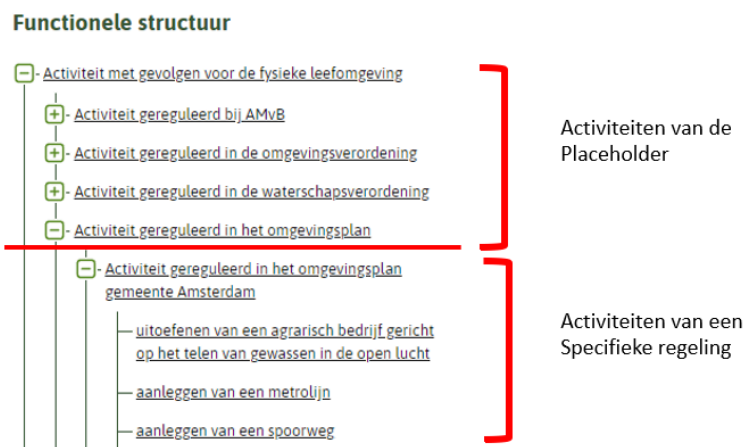 Functionele structuur
Activiteit met gevolgen voor de fysieke leefomgeving
Activiteit gereguleerd bij AMvB
Activiteit gereguleerd in de omgevingsverordening
Activiteit gereguleerd in de waterschapsverordening
Activiteit gereguleerd in het omgevingsplan
Activiteiten van de
Placeholder
Activiteit gereguleerd in het omgevingsplan
gemeente Amsterdam
uitoefenen van een agrarisch bedrijf gericht
op het telen van gewassen in de open lucht
aanleggen van een metrolijn
aanleggen van een spoorweg
Activiteiten van een
Specifieke regeling